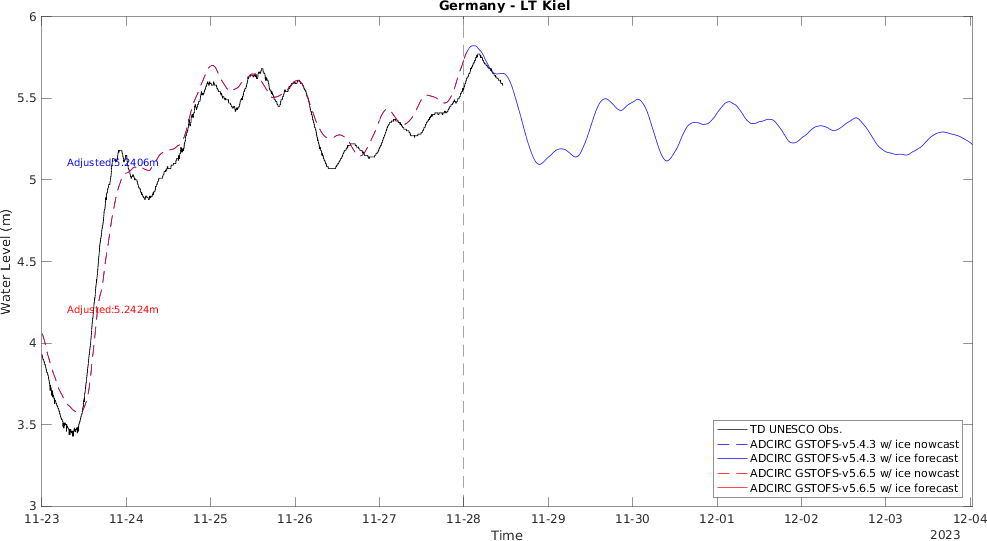 Germany - LT Kiel
6
5.5
5
4.5
4
3.5
3
Water Level (m)
Adjusted:5.2406m
Adjusted:5.2424m
TD UNESCO Obs.
ADCIRC GSTOFS-v5.4.3 w/ ice nowcast
ADCIRC GSTOFS-v5.4.3 w/ ice forecast
ADCIRC GSTOFS-v5.6.5 w/ ice nowcast
ADCIRC GSTOFS-v5.6.5 w/ ice forecast
11-23 11-24 11-25 11-26 11-27 11-28 11-29 11-30 12-01 12-02 12-03 12-04
Time
2023